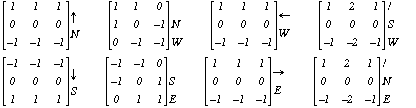 1 1 1 ↑ 1 1 0 1 1 1 ← 1 2 1 /
0 0 0 N 1 0 -1 N 0 0 0 W 0 0 0 S
-1 -1 -1 0 -1 -1 W -1 -1 -1 -1 -2 -1 W
-1 -1 -1 ↓ -1 -1 0 1 1 1 → 1 2 1 /
0 0 0 S -1 0 1 S 0 0 0 E 0 0 0 N
1 1 1 0 1 1 E -1 -1 -1 -1 -2 -1 E